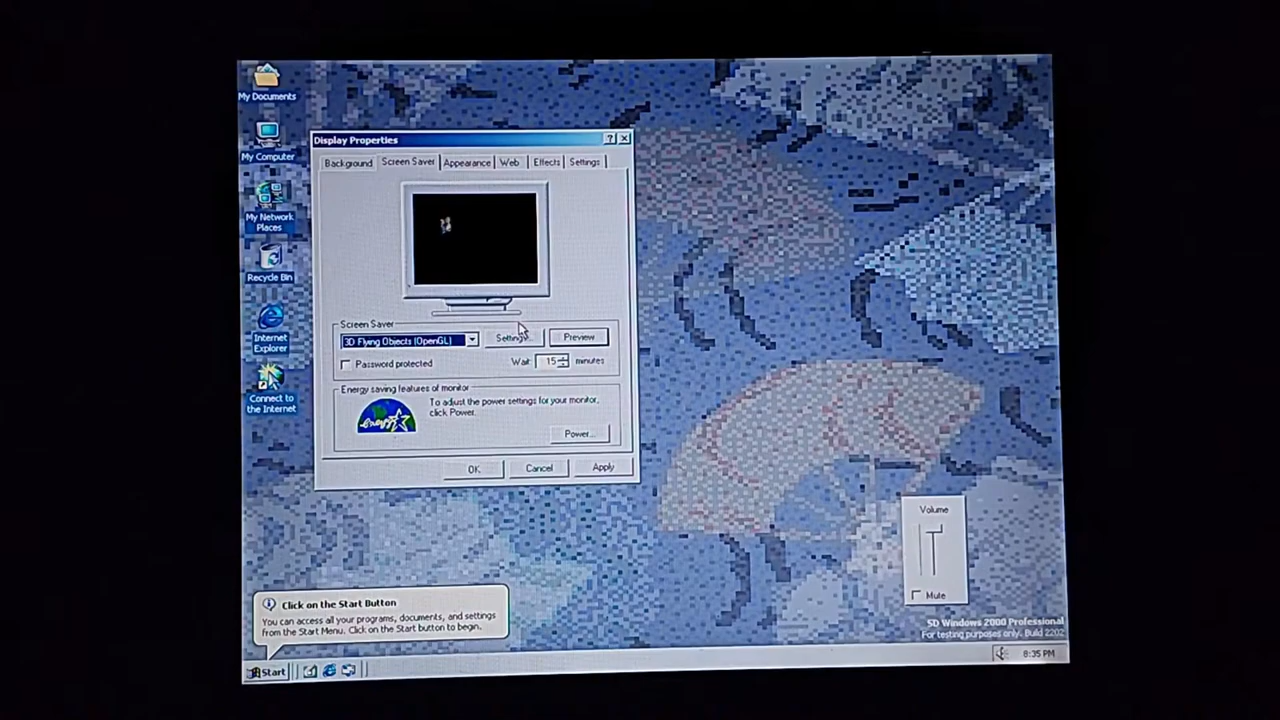 My Documents
My Computer
My Network
Places
Recycle Bin
Internet
Explorer
Connect to
the Internet
Display Properties
Background Screen Saver Appearance Web Effects Settings
Screen Saver
3D Flying Objects (OpenGL) Settings... Preview
Password protected Wait: 15 minutes
Energy saving features of monitor
To adjust the power settings for your monitor,
click Power.
Power...
OK Cancel Apply
Volume
Mute
Click on the Start Button
You can access all your programs, documents, and settings
from the Start Menu. Click on the Start button to begin.
SD Windows 2000 Professional
For testing purposes only. Build 2202
Start 8:35 PM